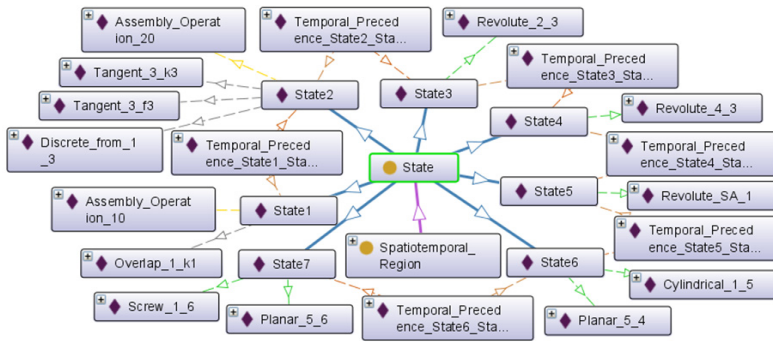 Assembly_Operat
ion_20
Temporal_Preced
ence_State2_Sta...
Revolute_2_3
Tangent_3_k3
State2
State3
Temporal_Preced
ence_State3_Sta...
Tangent_3_f3
State4
Revolute_4_3
Discrete_from_1
_3
Temporal_Preced
ence_State1_Sta...
State
Temporal_Preced
ence_State4_Sta...
State5
Revolute_SA_1
Assembly_Operat
ion_10
State1
Temporal_Preced
ence_State5_Sta...
Overlap_1_k1
State7
Spatiotemporal_
Region
State6
Cylindrical_1_5
Screw_1_6
Planar_5_6
Temporal_Preced
ence_State6_Sta...
Planar_5_4